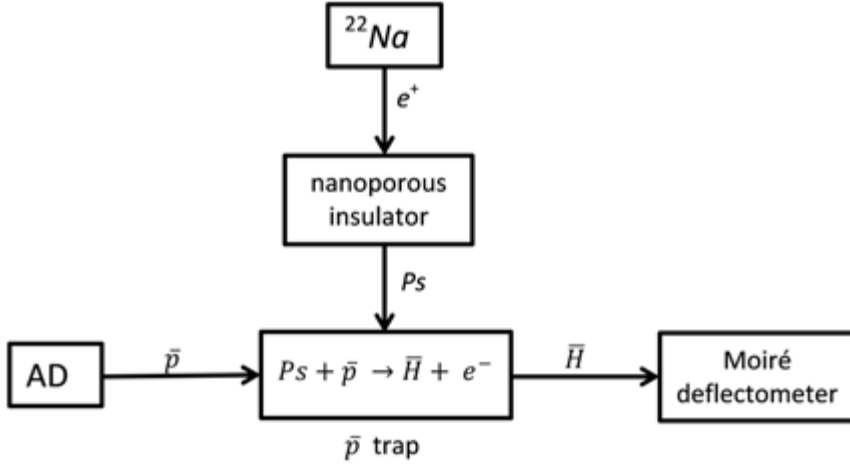 ²²Na
e⁺
nanoporous
insulator
Ps
AD
p̄
Ps + p̄ → H̅ + e⁻
H̅
Moiré
deflectometer
p̄ trap